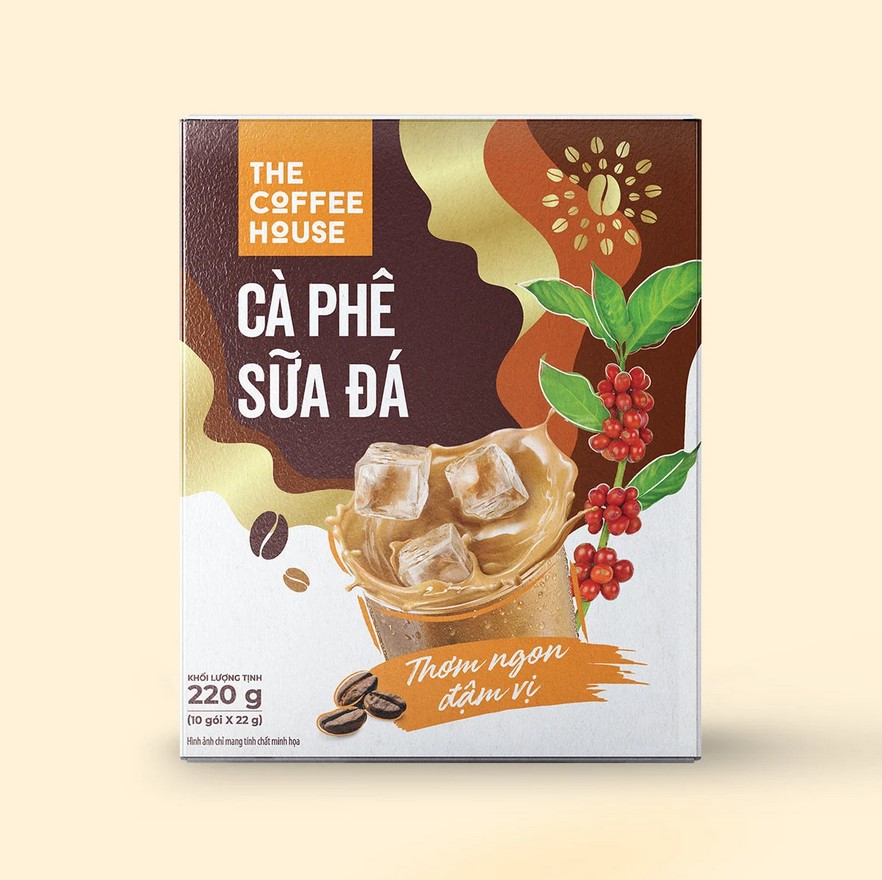 THE
COFFEE
HOUSE
CÀ PHÊ
SỮA ĐÁ
Thơm ngon
đậm vị
KHỐI LƯỢNG TỊNH
220 g
(10 gói X 22 g)
Hình ảnh chỉ mang tính chất minh họa